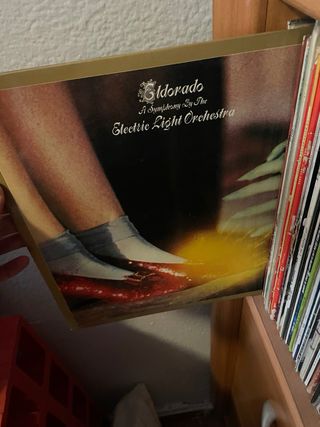 Eldorado
A Symphony By The
Electric Light Orchestra